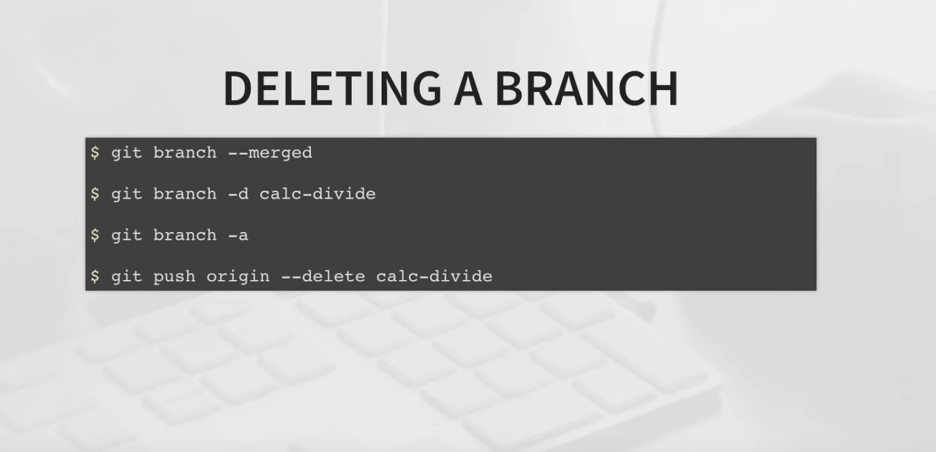 DELETING A BRANCH
$ git branch --merged
$ git branch -d calc-divide
$ git branch -a
$ git push origin --delete calc-divide